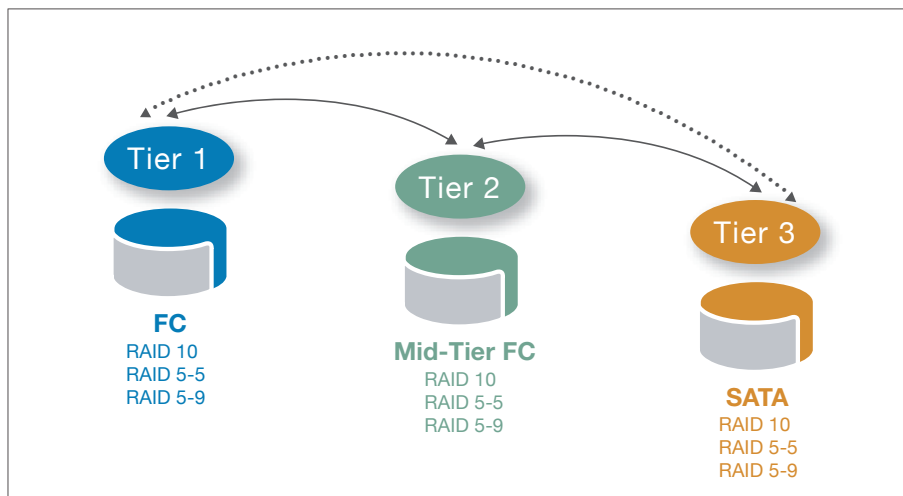 Tier 1
FC
RAID 10
RAID 5-5
RAID 5-9
Tier 2
Mid-Tier FC
RAID 10
RAID 5-5
RAID 5-9
Tier 3
SATA
RAID 10
RAID 5-5
RAID 5-9